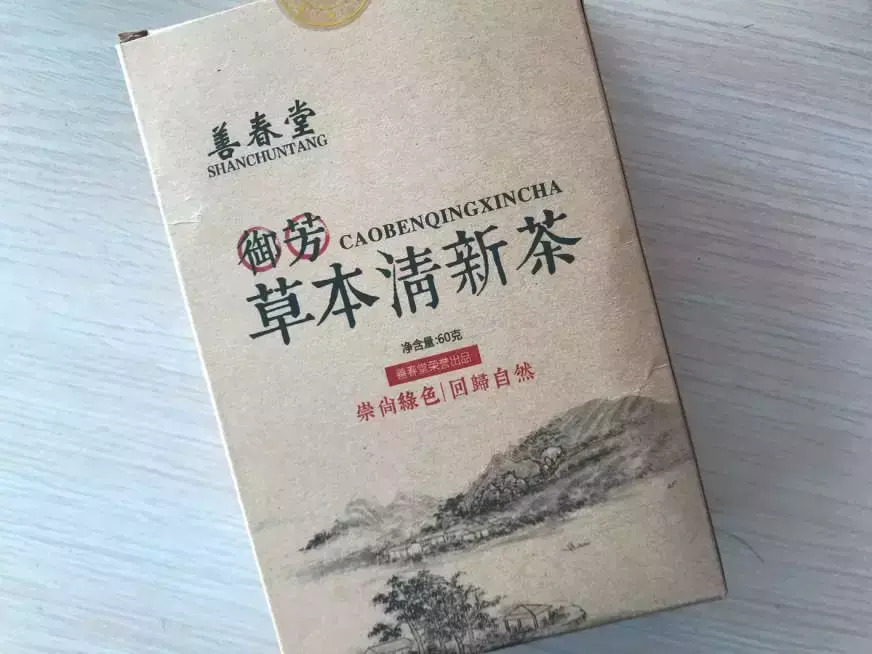 善春堂
SHANCHUNTANG
御芳
CAOBENQINGXINCHA
草本清新茶
净含量:60克
善春堂荣誉出品
崇尚綠色|回歸自然